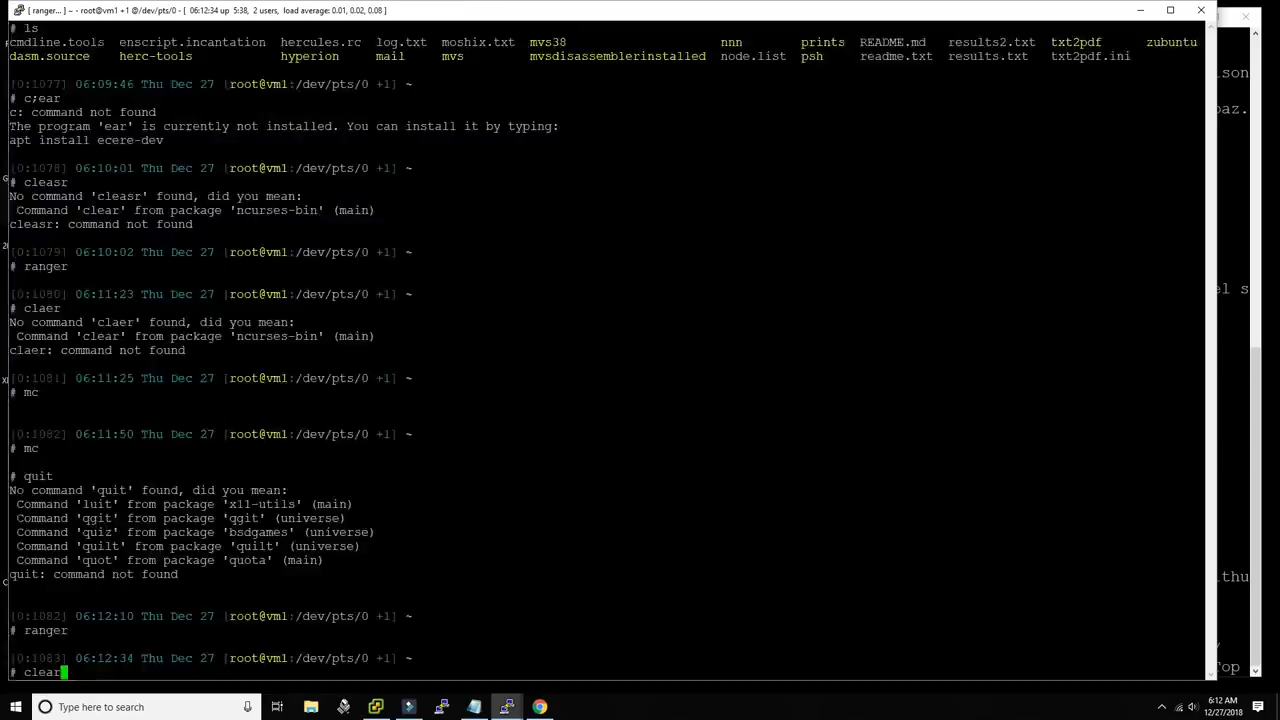 [ ranger... ] ~ - root@vm1 +1 @/dev/pts/0 - [ 06:12:34 up 5:38, 2 users, load average: 0.01, 0.02, 0.08 ]
# ls
cmdline.tools enscript.incantation hercules.rc log.txt moshix.txt mvs38 nnn prints README.md results2.txt txt2pdf zubuntu
dasm.source herc-tools hyperion mail mvs mvsdisassemblerinstalled node.list psh readme.txt results.txt txt2pdf.ini
[0:1077] 06:09:46 Thu Dec 27 [root@vm1:/dev/pts/0 +1] ~
# c;ear
c: command not found
The program 'ear' is currently not installed. You can install it by typing:
apt install ecere-dev
[0:1078] 06:10:01 Thu Dec 27 [root@vm1:/dev/pts/0 +1] ~
# cleasr
No command 'cleasr' found, did you mean:
Command 'clear' from package 'ncurses-bin' (main)
cleasr: command not found
[0:1079] 06:10:02 Thu Dec 27 [root@vm1:/dev/pts/0 +1] ~
# ranger
[0:1080] 06:11:23 Thu Dec 27 [root@vm1:/dev/pts/0 +1] ~
# claer
No command 'claer' found, did you mean:
Command 'clear' from package 'ncurses-bin' (main)
claer: command not found
[0:1081] 06:11:25 Thu Dec 27 [root@vm1:/dev/pts/0 +1] ~
# mc
[0:1082] 06:11:50 Thu Dec 27 [root@vm1:/dev/pts/0 +1] ~
# mc
# quit
No command 'quit' found, did you mean:
Command 'luit' from package 'x11-utils' (main)
Command 'qgit' from package 'qgit' (universe)
Command 'quiz' from package 'bsdgames' (universe)
Command 'quilt' from package 'quilt' (universe)
Command 'quot' from package 'quota' (main)
quit: command not found
[0:1082] 06:12:10 Thu Dec 27 [root@vm1:/dev/pts/0 +1] ~
# ranger
[0:1083] 06:12:34 Thu Dec 27 [root@vm1:/dev/pts/0 +1] ~
# clear
Type here to search
6:12 AM
12/27/2018